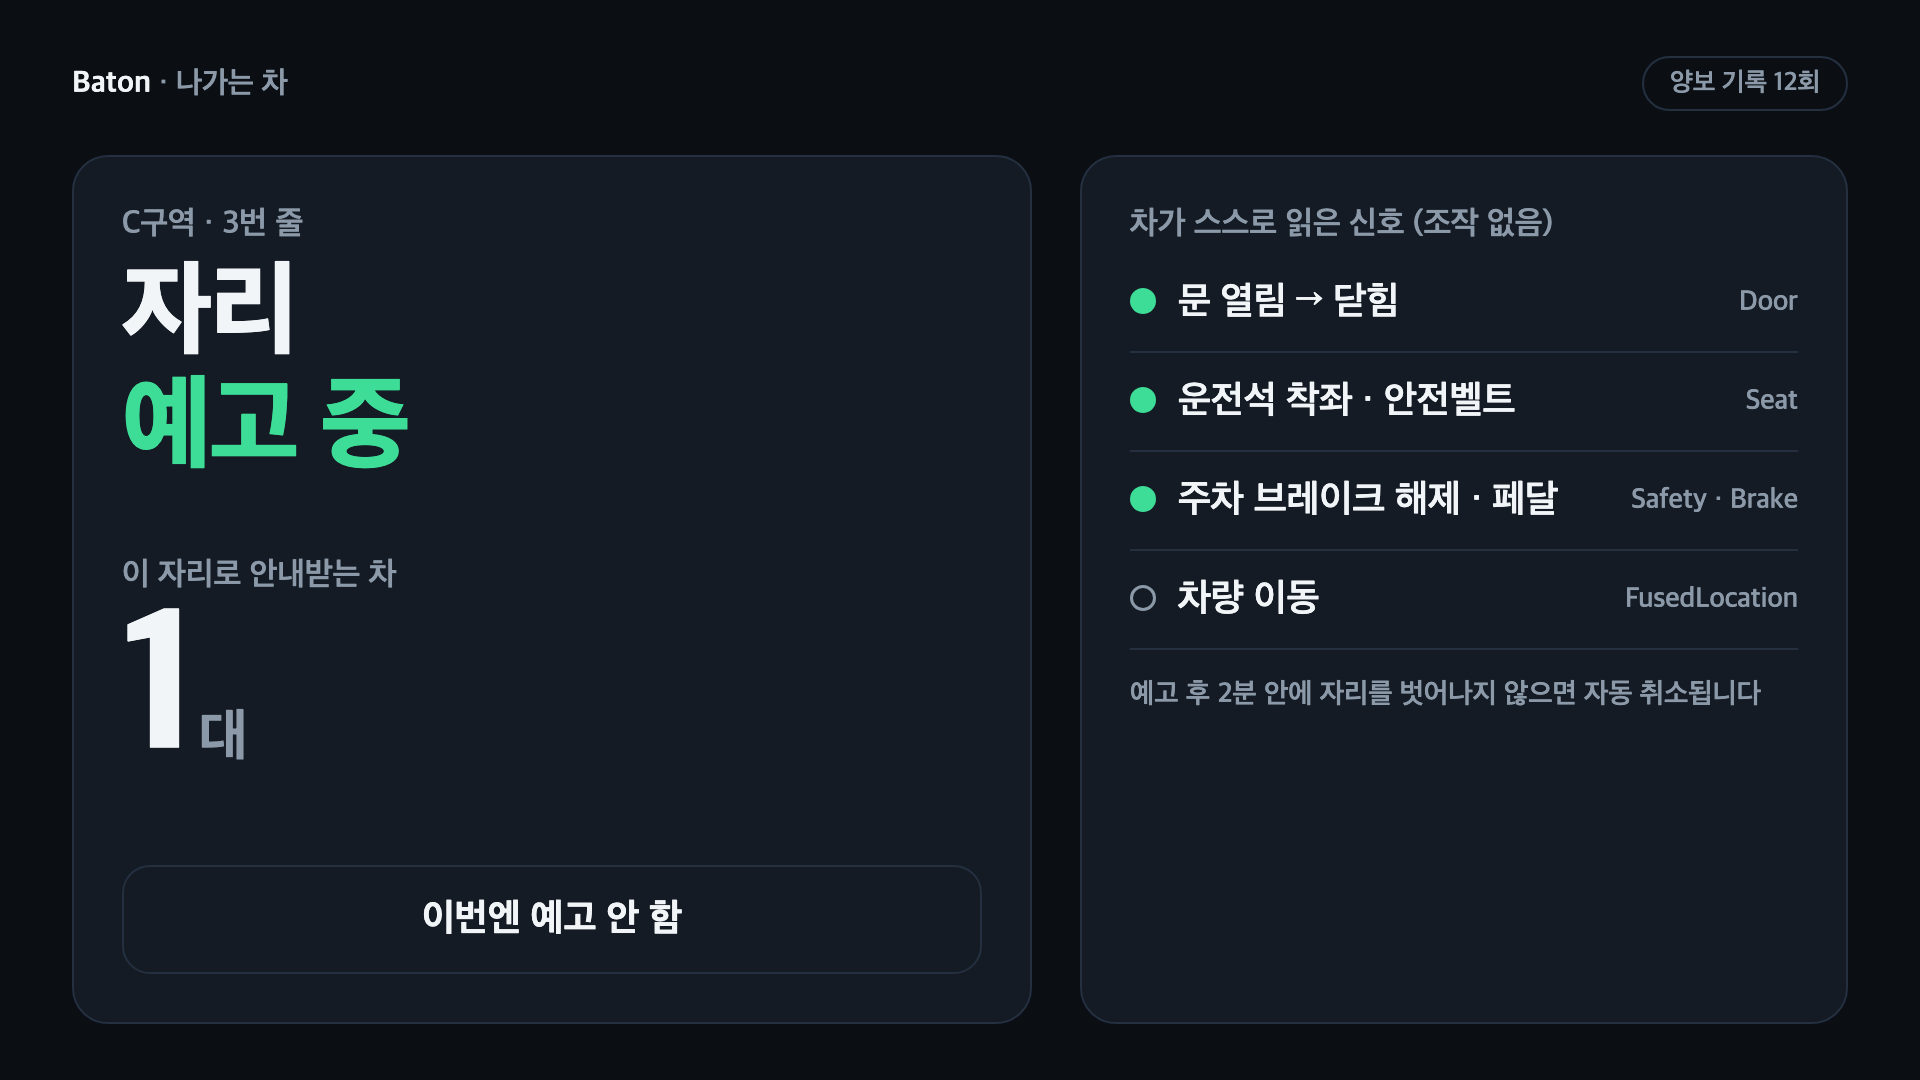 Baton · 나가는 차
양보 기록 12회
C구역 · 3번 줄
자리
예고 중
이 자리로 안내받는 차
1 대
이번엔 예고 안 함
차가 스스로 읽은 신호 (조작 없음)
문 열림 → 닫힘 Door
운전석 착좌 · 안전벨트 Seat
주차 브레이크 해제 · 페달 Safety · Brake
차량 이동 FusedLocation
예고 후 2분 안에 자리를 벗어나지 않으면 자동 취소됩니다